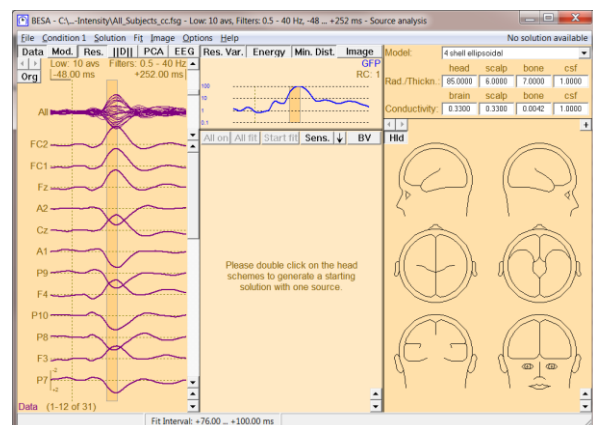 BESA - C:\...-Intensity\All_Subjects_cc.fsg - Low: 10 avs, Filters: 0.5 - 40 Hz, -48 ... +252 ms - Source analysis
File Condition 1 Solution Fit Image Options Help No solution available
Data Mod. Res. ||D|| PCA EEG Res. Var. Energy Min. Dist. Image Model: 4 shell ellipsoidal
Org Low: 10 avs Filters: 0.5 - 40 Hz
-48.00 ms +252.00 ms
GFP
RC: 1
100
10
1
0.1
head scalp bone csf
Rad./Thickn.: 85.0000 6.0000 7.0000 1.0000
brain scalp bone csf
Conductivity: 0.3300 0.3300 0.0042 1.0000
All on All fit Start fit Sens. BV
Hld
All
FC2
FC1
Fz
A2
Cz
A1
P9
F4
P10
P8
F3
P7
-2
+2
Please double click on the head
schemes to generate a starting
solution with one source.
Data (1-12 of 31)
Fit Interval: +76.00 ... +100.00 ms